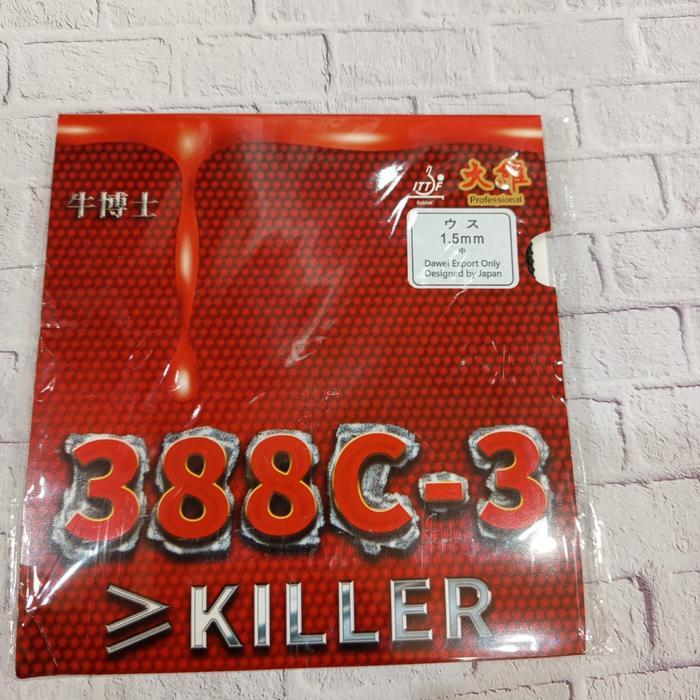 牛博士
ITTF
Rubber
大維
Professional
ウス
1.5mm
中
Dawei Export Only
Designed by Japan
388C-3
≥KILLER